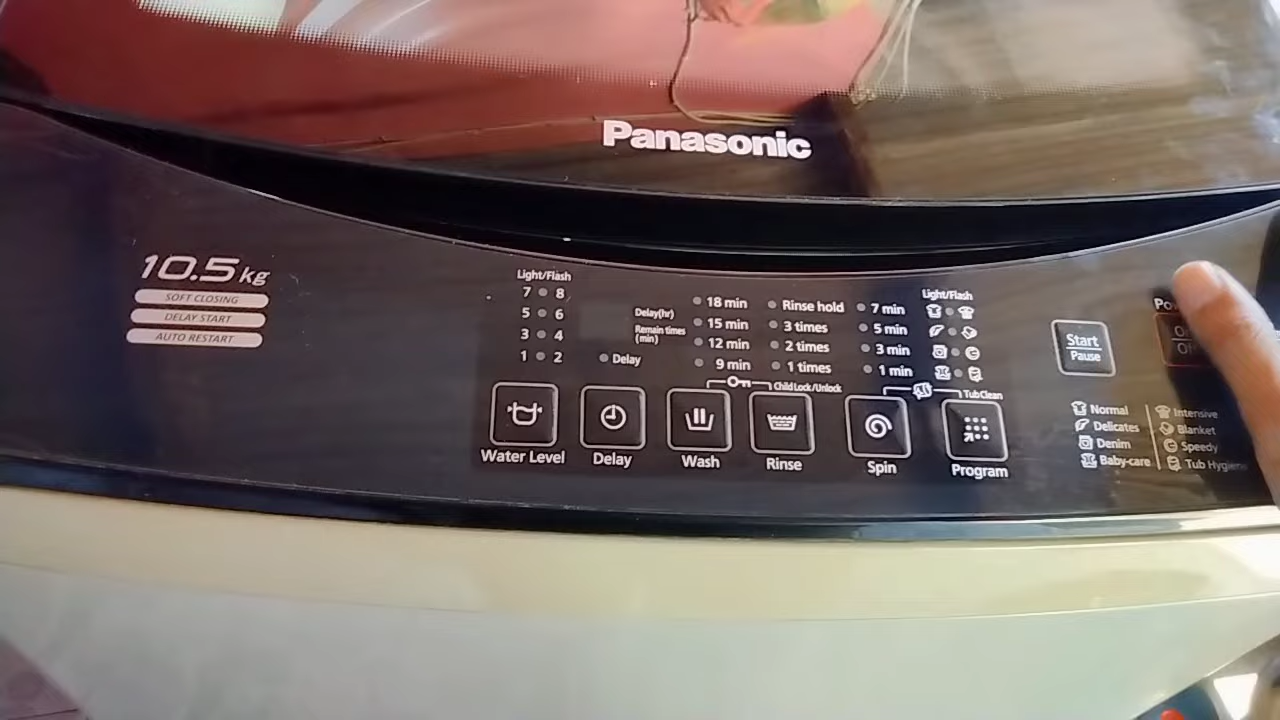 Panasonic
10.5 kg
SOFT CLOSING
DELAY START
AUTO RESTART
Light/Flash
7 8
5 6
3 4
1 2
Delay(hr)
Remain times
(min)
Delay
18 min
15 min
12 min
9 min
Rinse hold
3 times
2 times
1 times
7 min
5 min
3 min
1 min
Light/Flash
Child Lock/Unlock
Tub Clean
Water Level
Delay
Wash
Rinse
Spin
Program
Start
Pause
Normal
Delicates
Denim
Baby-care
Intensive
Blanket
Speedy
Tub Hygiene